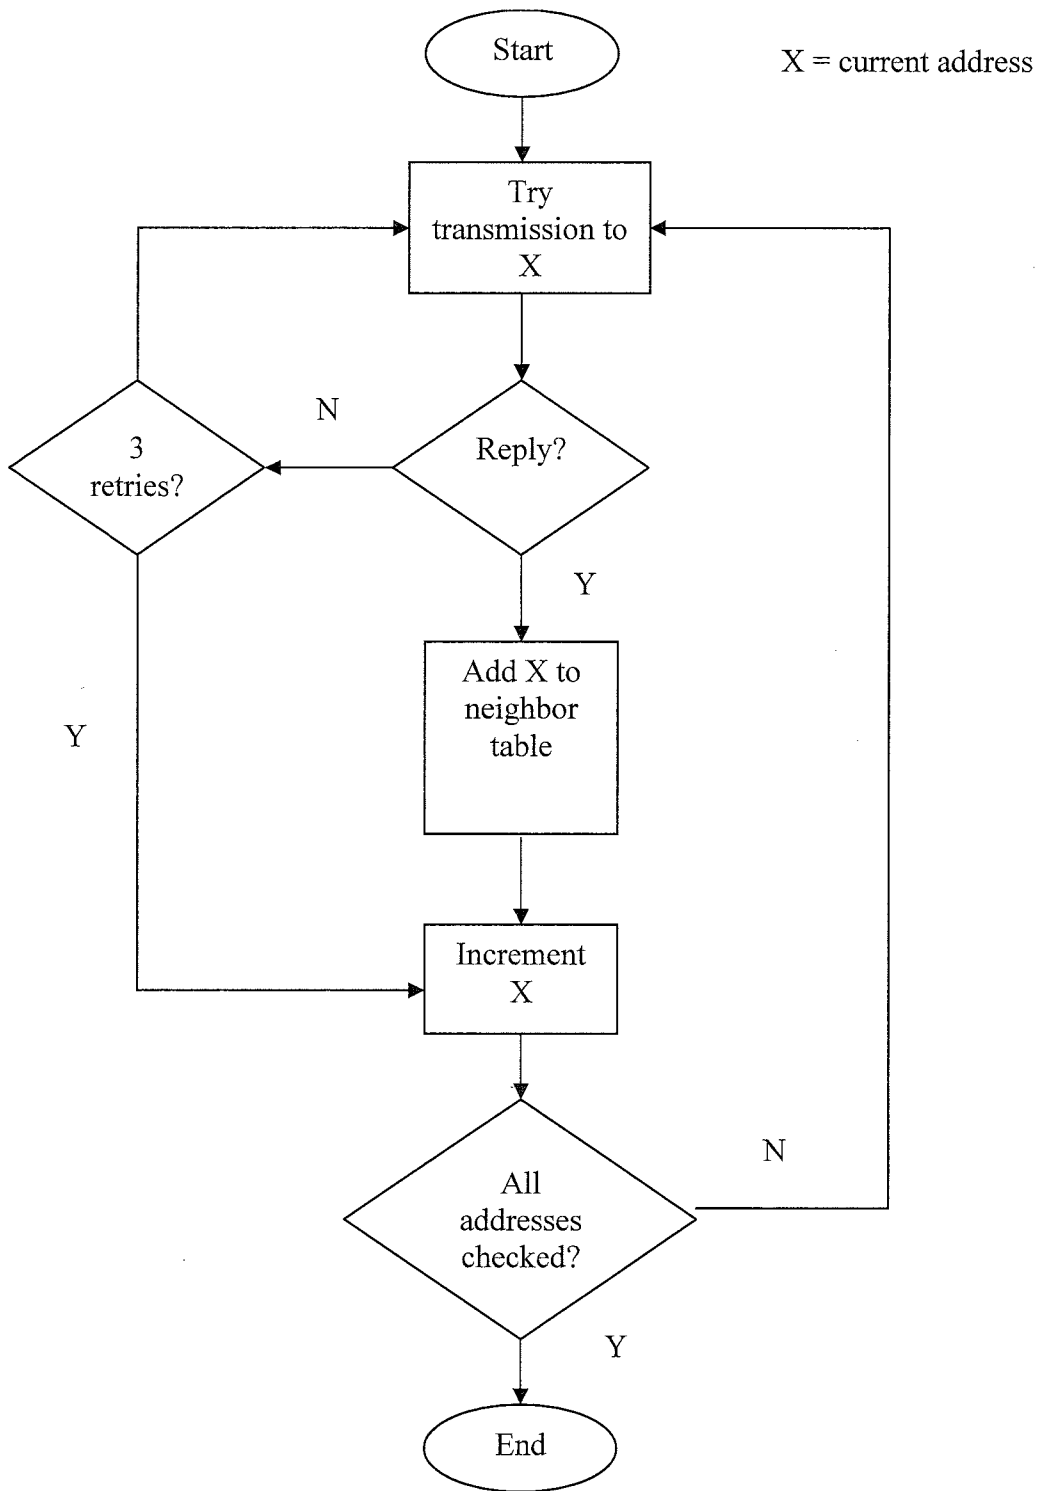 Start
X = current address
Try
transmission to
X
N
3
retries?
Reply?
Y
Add X to
neighbor
table
Y
Increment
X
N
All
addresses
checked?
Y
End